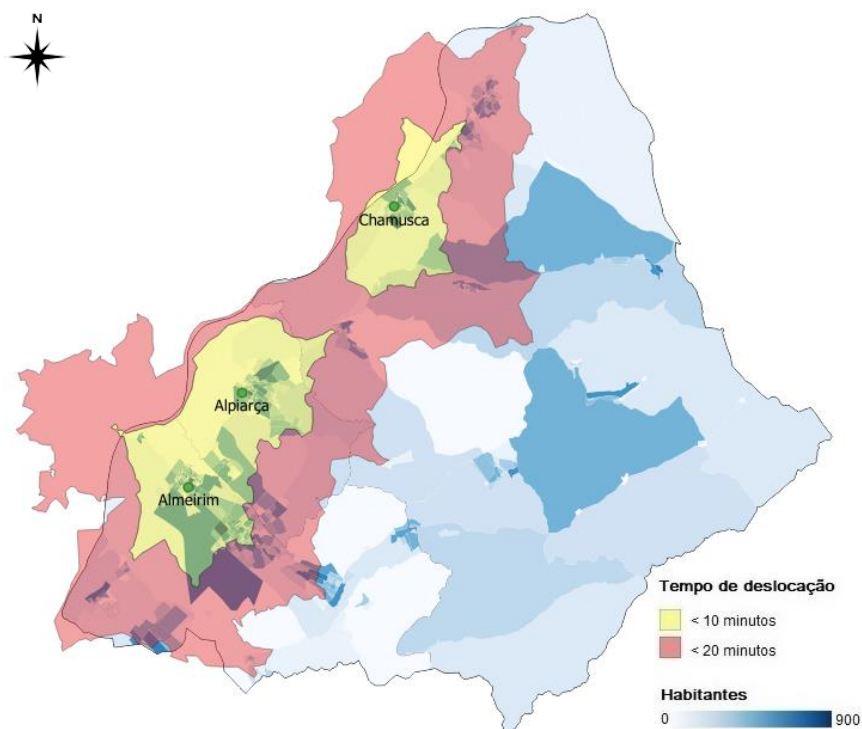 N
Chamusca
Alpiarça
Almeirim
Tempo de deslocação
< 10 minutos
< 20 minutos
Habitantes
0 900